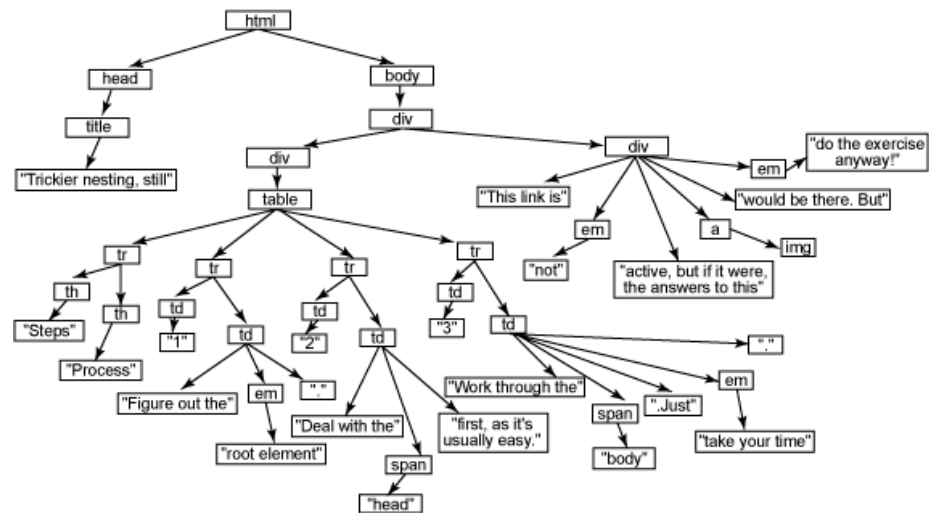 html
head
body
title
div
"Trickier nesting, still"
div
div
em
"do the exercise
anyway!"
table
"This link is"
"would be there. But"
em
a
img
"not"
"active, but if it were,
the answers to this"
tr
tr
tr
tr
th
th
td
td
td
"Steps"
"1"
td
"2"
td
"3"
td
"."
"Process"
"Figure out the"
em
"."
"Deal with the"
"first, as it's
usually easy."
"Work through the"
span
".Just"
em
"root element"
span
"body"
"take your time"
"head"